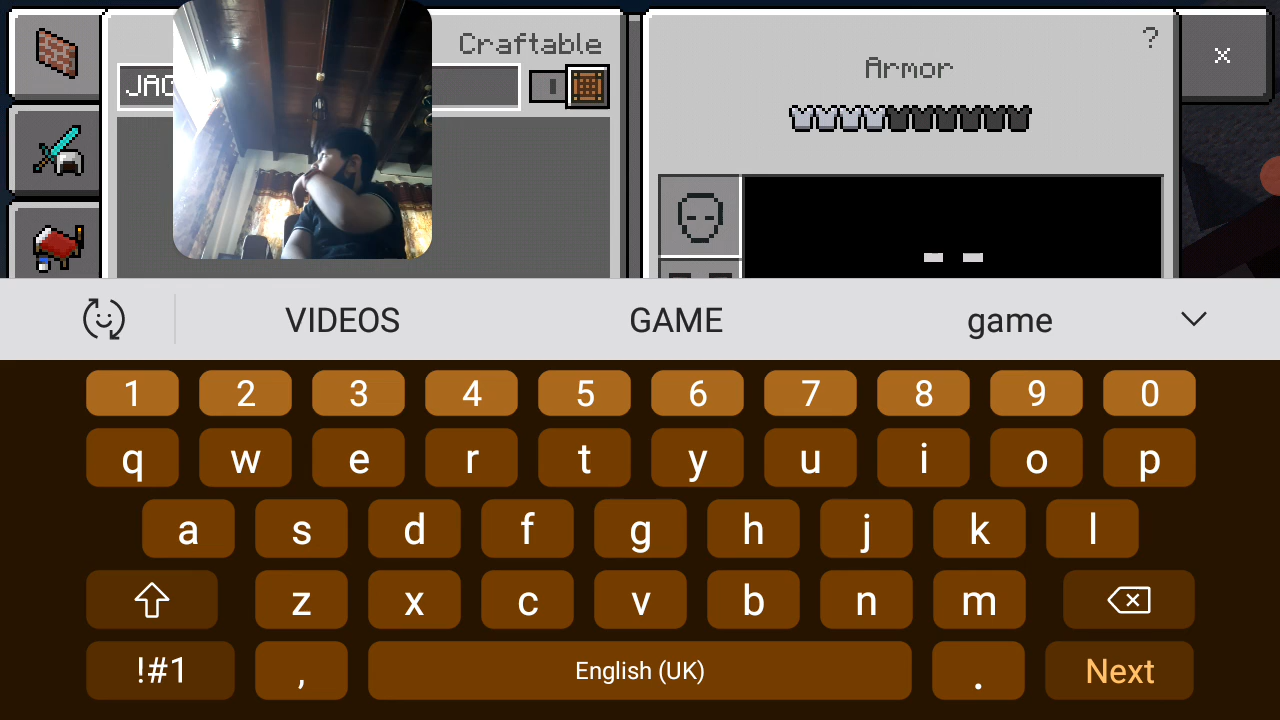 Craftable
?
Armor
JAG
VIDEOS GAME game
1 2 3 4 5 6 7 8 9 0
q w e r t y u i o p
a s d f g h j k l
z x c v b n m
!#1 , English (UK) . Next